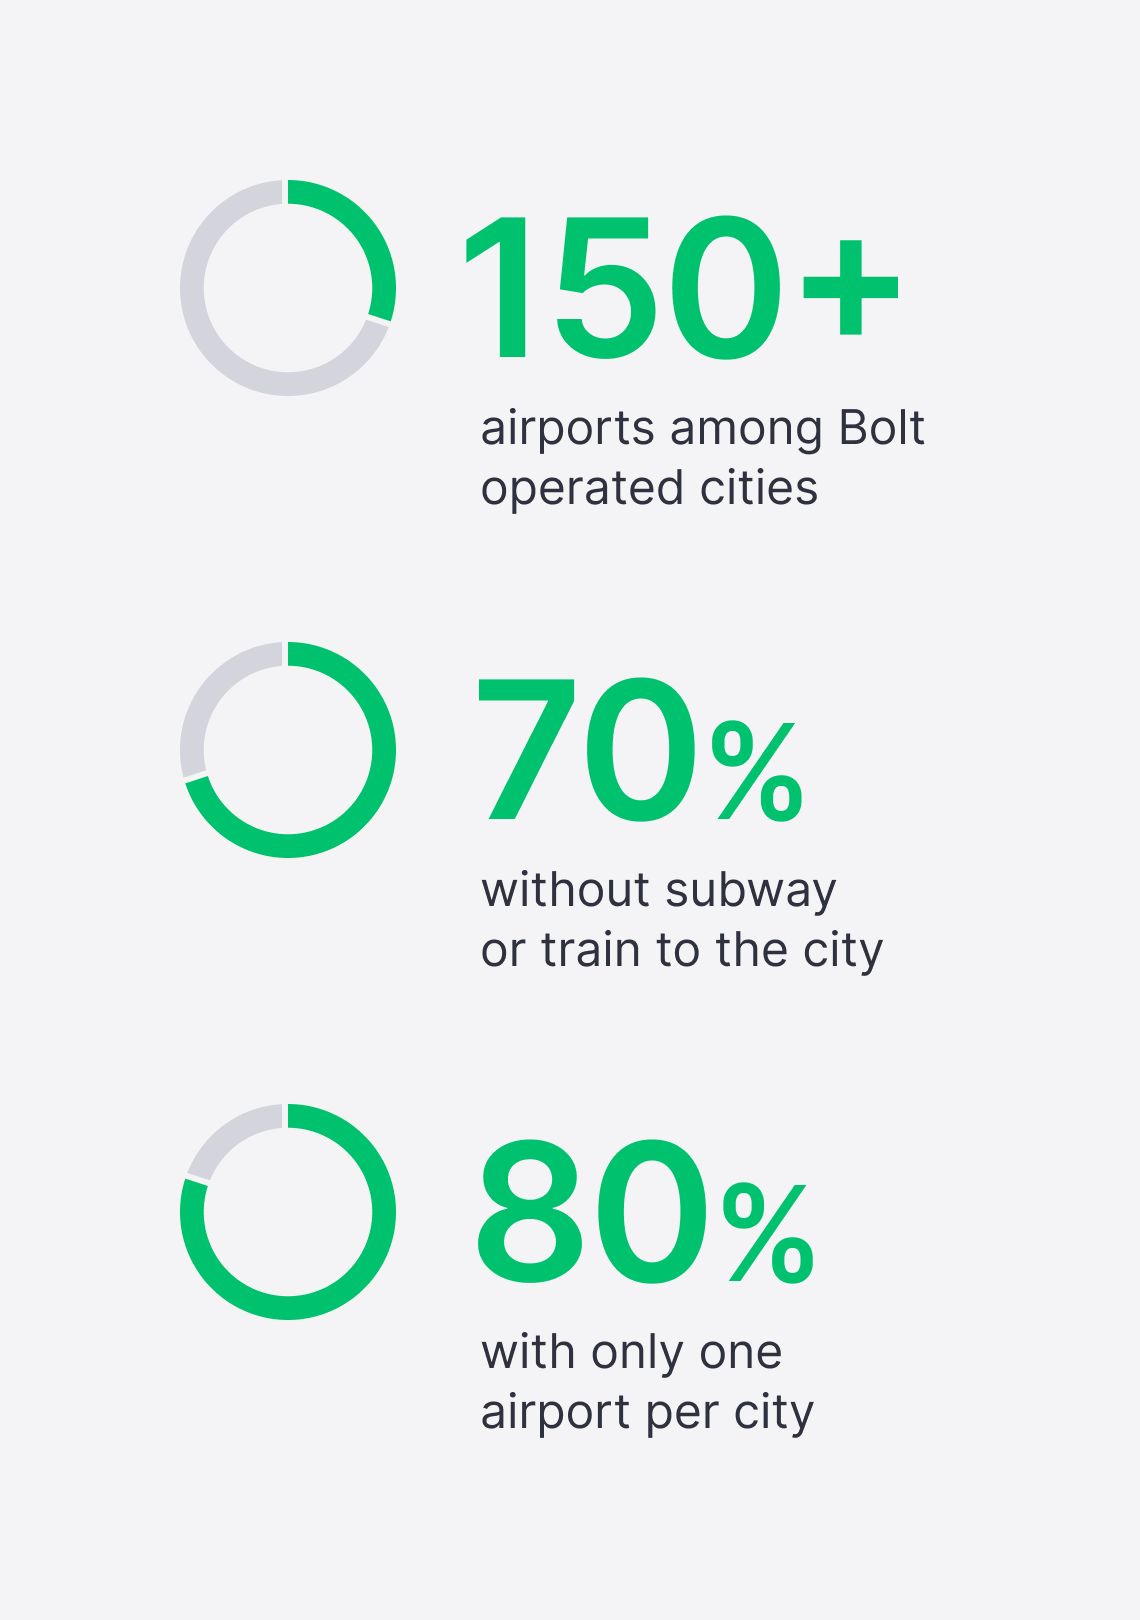 150+
airports among Bolt
operated cities
70%
without subway
or train to the city
80%
with only one
airport per city